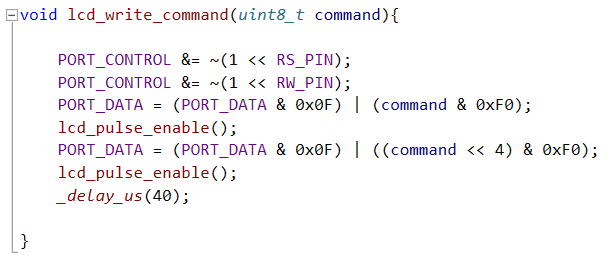 void lcd_write_command(uint8_t command){
PORT_CONTROL &= ~(1 << RS_PIN);
PORT_CONTROL &= ~(1 << RW_PIN);
PORT_DATA = (PORT_DATA & 0x0F) | (command & 0xF0);
lcd_pulse_enable();
PORT_DATA = (PORT_DATA & 0x0F) | ((command << 4) & 0xF0);
lcd_pulse_enable();
_delay_us(40);
}